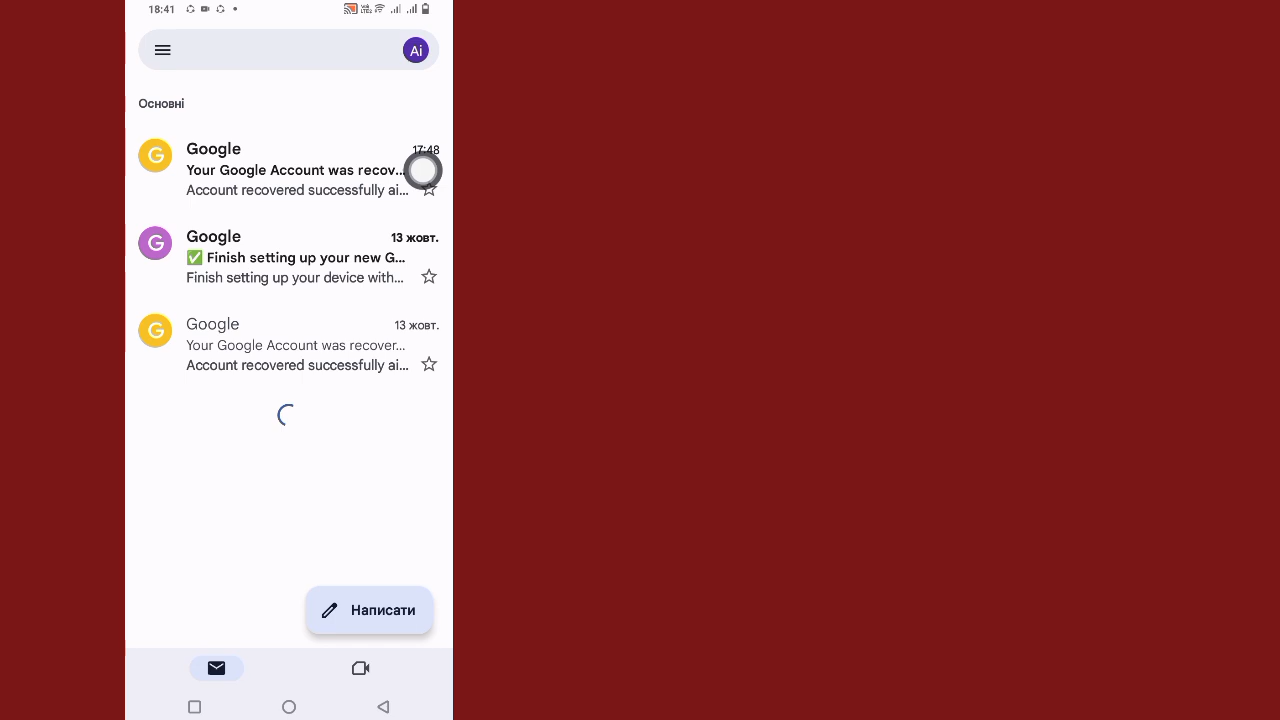 18:41
Ai
Основні
G
Google
17:48
Your Google Account was recov...
Account recovered successfully ai...
G
Google
13 жовт.
✅ Finish setting up your new G...
Finish setting up your device with...
G
Google
13 жовт.
Your Google Account was recover...
Account recovered successfully ai...
Написати